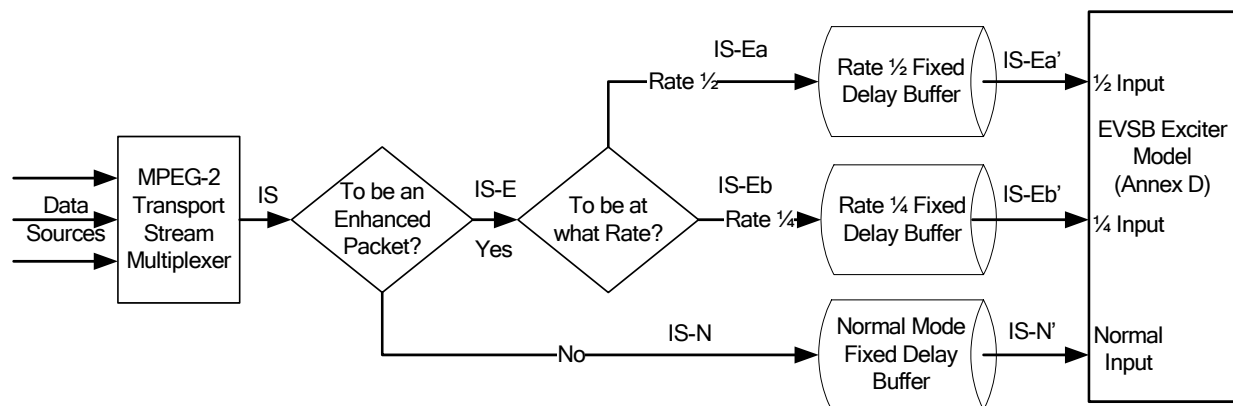 Data
Sources
MPEG-2
Transport
Stream
Multiplexer
IS
To be an
Enhanced
Packet?
IS-E
Yes
To be at
what Rate?
IS-Ea
Rate ½
Rate ½ Fixed
Delay Buffer
IS-Ea’
½ Input
IS-Eb
Rate ¼
Rate ¼ Fixed
Delay Buffer
IS-Eb’
¼ Input
EVSB Exciter
Model
(Annex D)
No
IS-N
Normal Mode
Fixed Delay
Buffer
IS-N’
Normal
Input